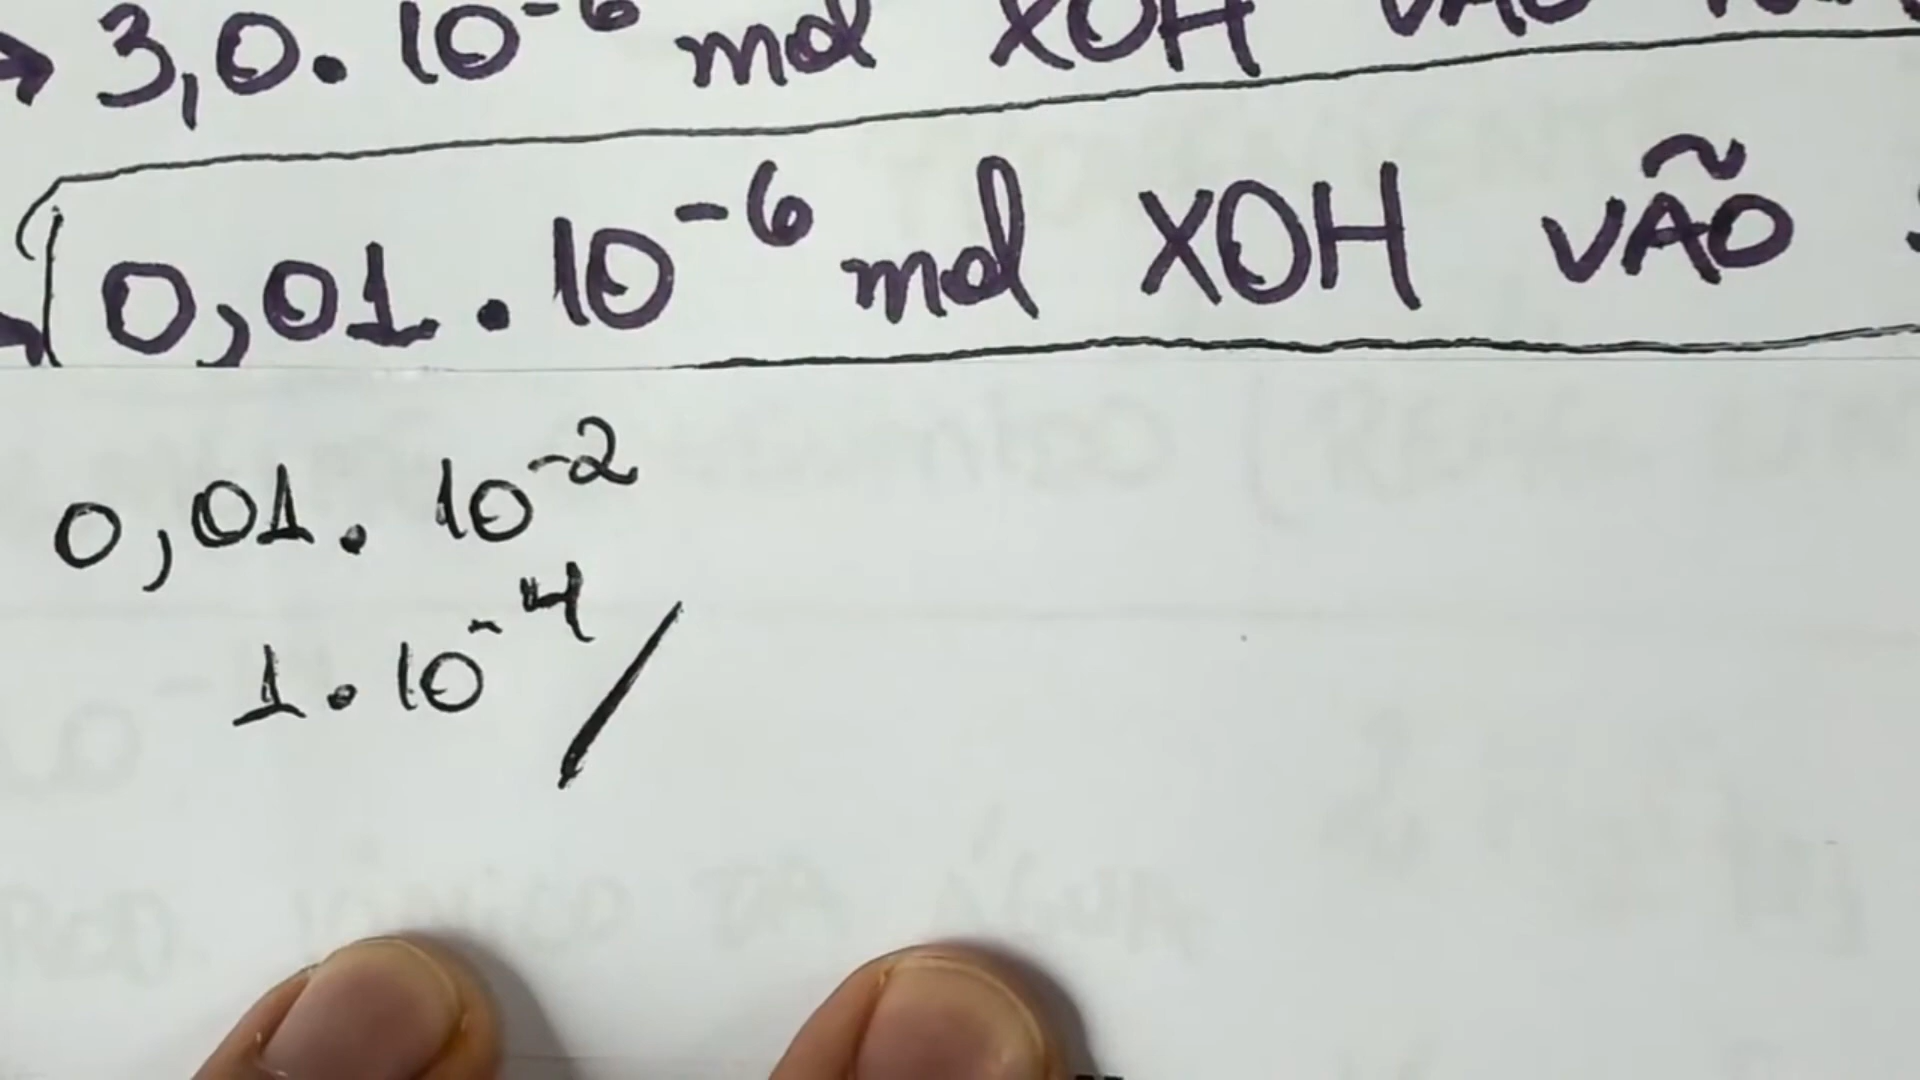 3,0. 10⁻⁶ mol XOH VÃO
0,01. 10⁻⁶ mol XOH VÃO
0,01. 10⁻²
1. 10⁻⁴ /